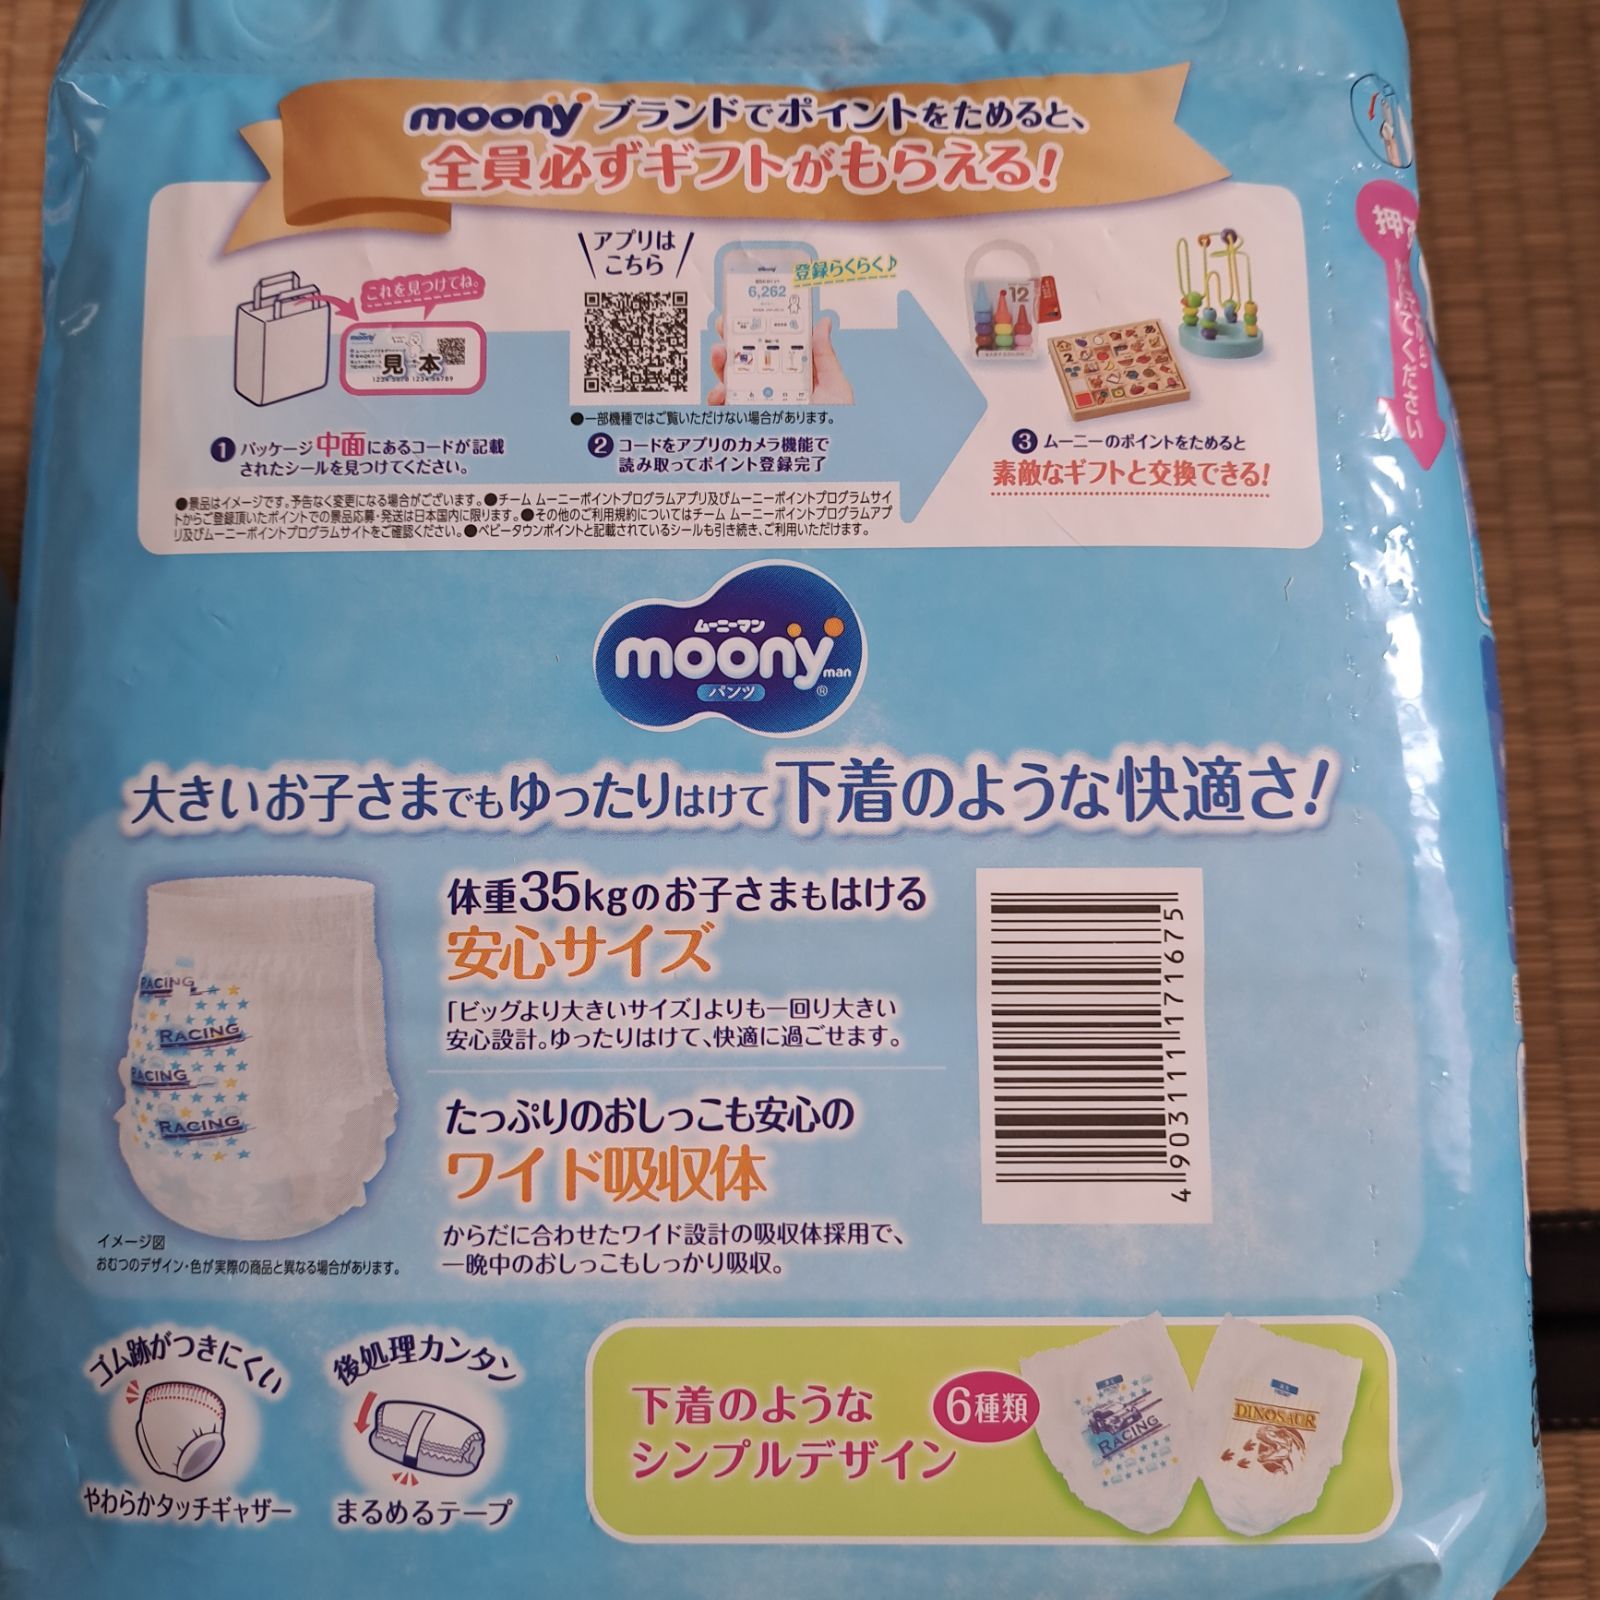 moonyブランドでポイントをためると、
全員必ずギフトがもらえる!
これを見つけてね。
moony
見本
1234 5678 1234 56789
アプリは
こちら
登録らくらく♪
moony
6,262
12
●一部機種ではご覧いただけない場合があります。
1 パッケージ中面にあるコードが記載
されたシールを見つけてください。
2 コードをアプリのカメラ機能で
読み取ってポイント登録完了
3 ムーニーのポイントをためると
素敵なギフトと交換できる!
●景品はイメージです。予告なく変更になる場合がございます。●チーム ムーニーポイントプログラムアプリ及びムーニーポイントプログラムサイ
トからご登録頂いたポイントでの景品応募・発送は日本国内に限ります。●その他のご利用規約についてはチーム ムーニーポイントプログラムアプ
リ及びムーニーポイントプログラムサイトをご確認ください。●ベビータウンポイントと記載されているシールも引き続き、ご利用いただけます。
押す
ムーニーマン
moonyman
パンツ®
大きいお子さまでもゆったりはけて下着のような快適さ!
体重35kgのお子さまもはける
安心サイズ
「ビッグより大きいサイズ」よりも一回り大きい
安心設計。ゆったりはけて、快適に過ごせます。
たっぷりのおしっこも安心の
ワイド吸収体
からだに合わせたワイド設計の吸収体採用で、
一晩中のおしっこもしっかり吸収。
RACING
RACING
RACING
RACING
イメージ図
おむつのデザイン・色が実際の商品と異なる場合があります。
4 903111 171675
ゴム跡がつきにくい
やわらかタッチギャザー
後処理カンタン
まるめるテープ
下着のような
シンプルデザイン
6種類
RACING
DINOSAUR